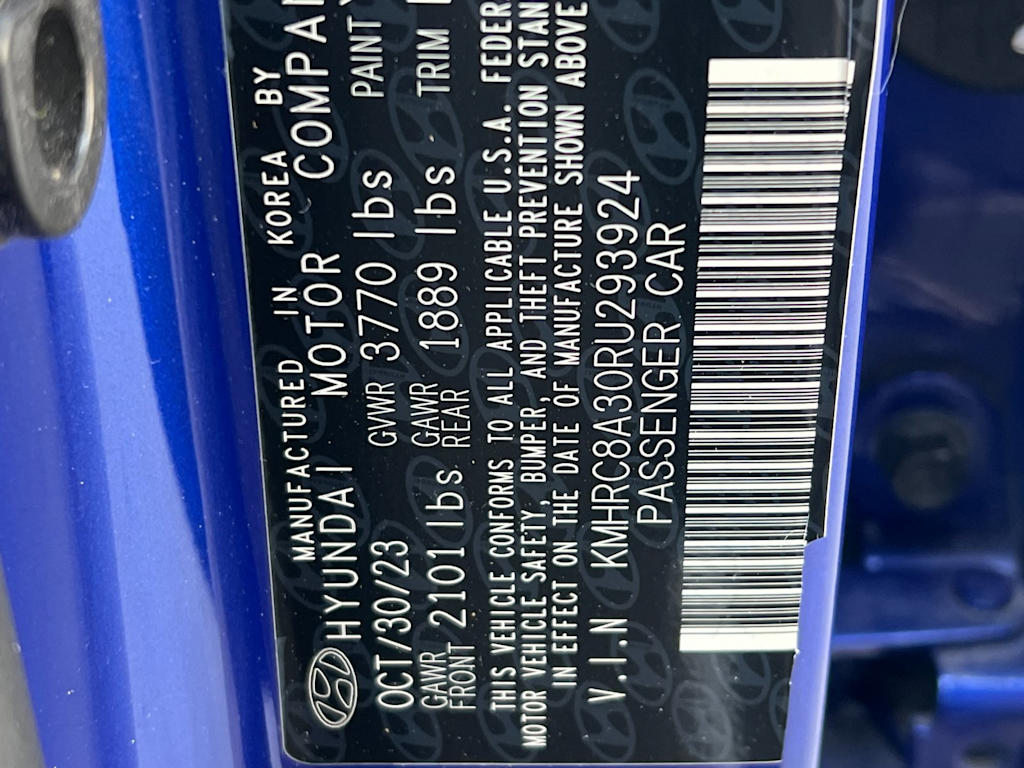 MANUFACTURED IN KOREA BY
HYUNDAI MOTOR COMPAN
OCT/30/23 GVWR 3770 lbs PAINT Y
GAWR FRONT 2101 lbs GAWR REAR 1889 lbs TRIM
THIS VEHICLE CONFORMS TO ALL APPLICABLE U.S.A. FEDER
MOTOR VEHICLE SAFETY, BUMPER, AND THEFT PREVENTION STAN
IN EFFECT ON THE DATE OF MANUFACTURE SHOWN ABOVE
V.I.N KMHRC8A30RU293924
PASSENGER CAR